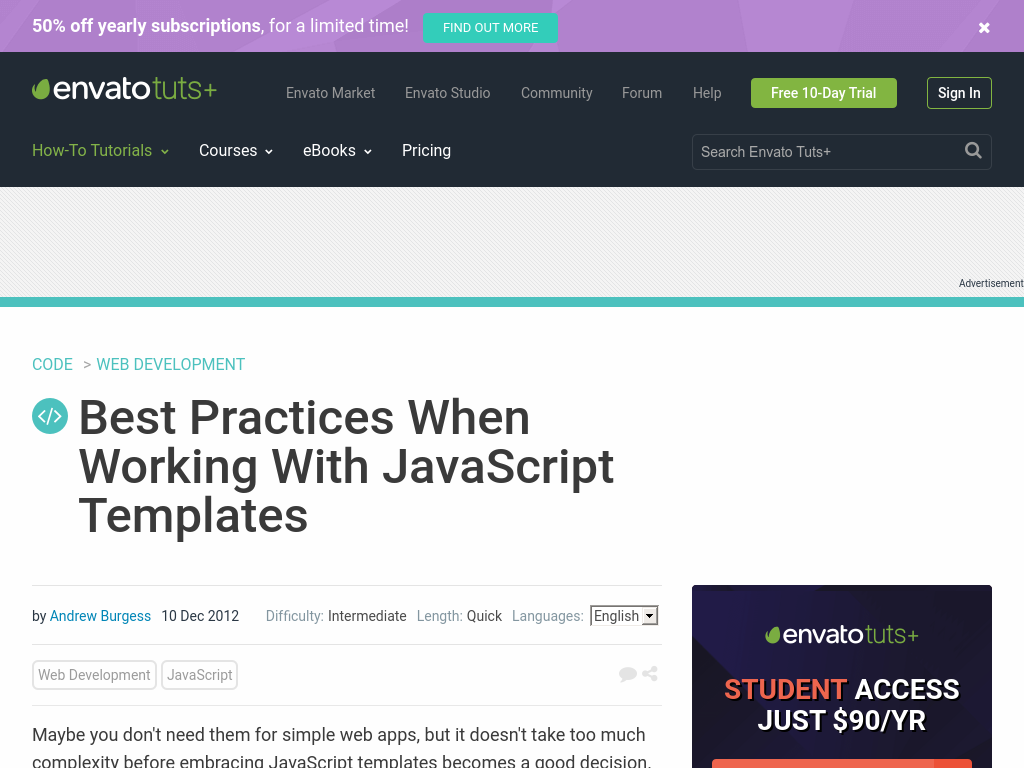 50% off yearly subscriptions, for a limited time! FIND OUT MORE
envatotuts+
Envato Market Envato Studio Community Forum Help Free 10-Day Trial Sign In
How-To Tutorials Courses eBooks Pricing
Search Envato Tuts+
Advertisement
CODE > WEB DEVELOPMENT
</> Best Practices When
Working With JavaScript
Templates
by Andrew Burgess 10 Dec 2012 Difficulty: Intermediate Length: Quick Languages: English
Web Development JavaScript
Maybe you don't need them for simple web apps, but it doesn't take too much
complexity before embracing JavaScript templates becomes a good decision.
envatotuts+
STUDENT ACCESS
JUST $90/YR